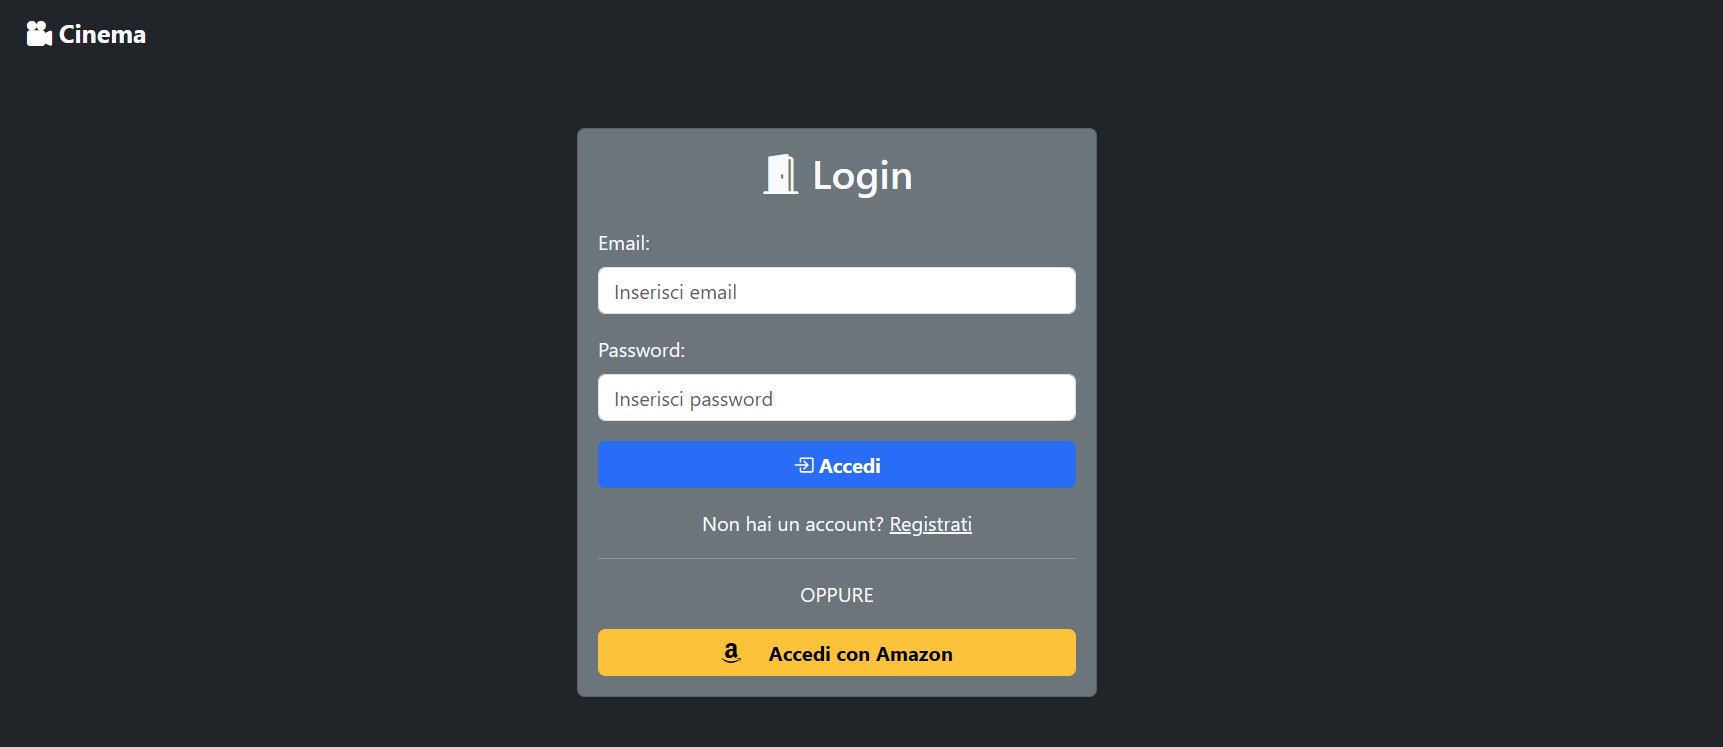 Cinema
Login
Email:
Inserisci email
Password:
Inserisci password
Accedi
Non hai un account? Registrati
OPPURE
Accedi con Amazon